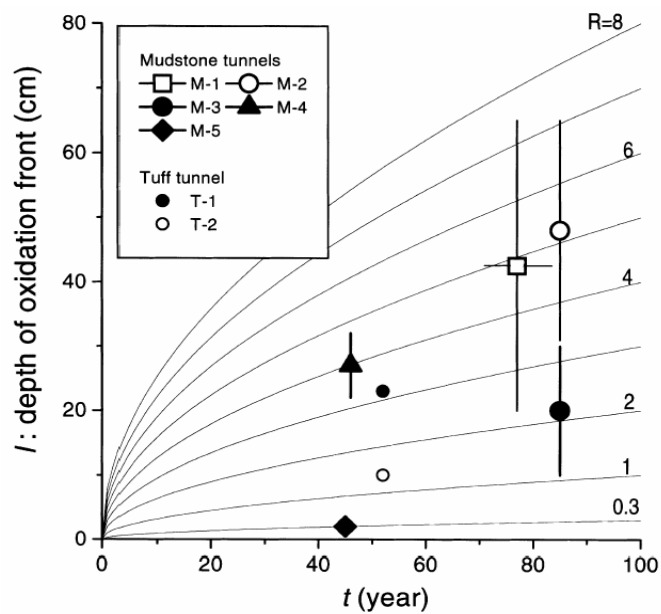 80
60
40
20
0
l : depth of oxidation front (cm)
Mudstone tunnels
M-1 M-2
M-3 M-4
M-5
Tuff tunnel
T-1
T-2
R=8
6
4
2
1
0.3
0 20 40 60 80 100
t (year)